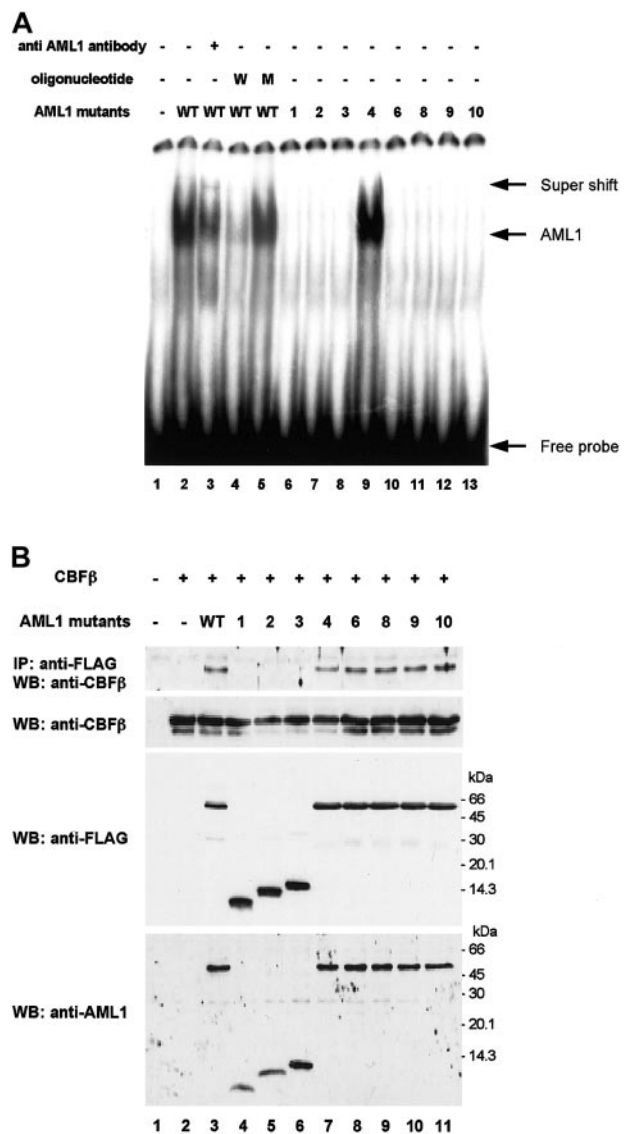 A
anti AML1 antibody - - + - - - - - - - - - -
oligonucleotide - - - W M - - - - - - - -
AML1 mutants - WT WT WT WT 1 2 3 4 6 8 9 10
Super shift
AML1
Free probe
1 2 3 4 5 6 7 8 9 10 11 12 13
B
CBFβ - + + + + + + + + + +
AML1 mutants - - WT 1 2 3 4 6 8 9 10
IP: anti-FLAG
WB: anti-CBFβ
WB: anti-CBFβ
kDa
- 66
- 45
WB: anti-FLAG
- 30
- 20.1
- 14.3
kDa
- 66
- 45
WB: anti-AML1
- 30
- 20.1
- 14.3
1 2 3 4 5 6 7 8 9 10 11